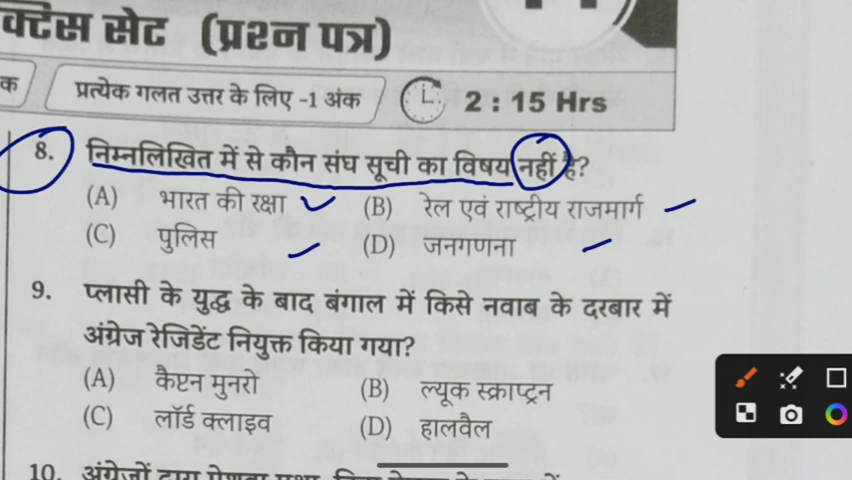 क्टिस सेट (प्रश्न पत्र)
क प्रत्येक गलत उत्तर के लिए -1 अंक 2 : 15 Hrs
8. निम्नलिखित में से कौन संघ सूची का विषय नहीं है?
(A) भारत की रक्षा (B) रेल एवं राष्ट्रीय राजमार्ग
(C) पुलिस (D) जनगणना
9. प्लासी के युद्ध के बाद बंगाल में किसे नवाब के दरबार में
अंग्रेज रेजिडेंट नियुक्त किया गया?
(A) कैप्टन मुनरो (B) ल्यूक स्क्राप्ट्रन
(C) लॉर्ड क्लाइव (D) हालवैल
10. अंग्रेजों द्वारा